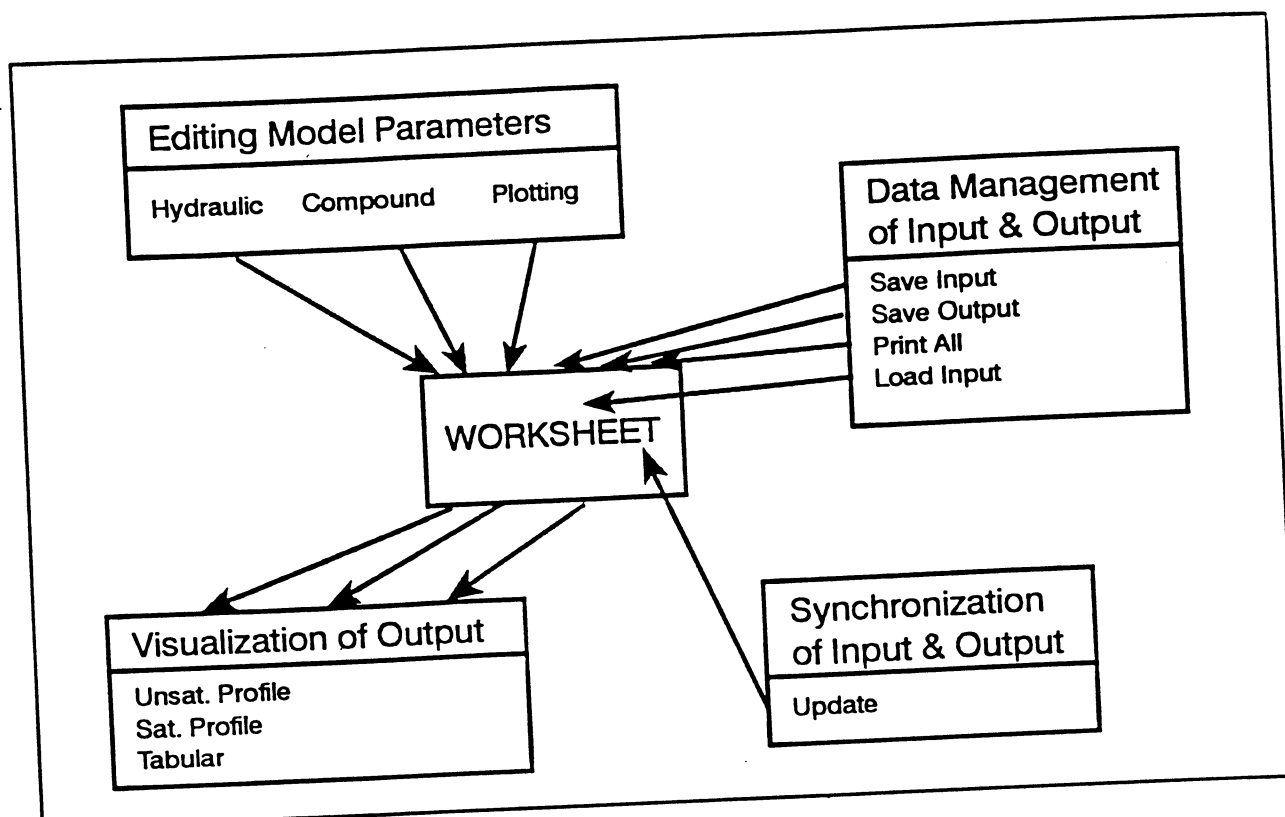 Editing Model Parameters
Hydraulic Compound Plotting
Data Management
of Input & Output
Save Input
Save Output
Print All
Load Input
WORKSHEET
Visualization of Output
Unsat. Profile
Sat. Profile
Tabular
Synchronization
of Input & Output
Update